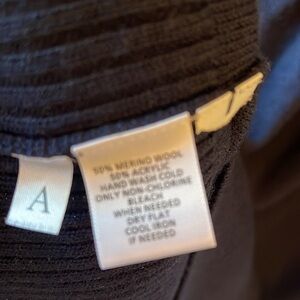 A
50% MERINO WOOL
50% ACRYLIC
HAND WASH COLD
ONLY NON-CHLORINE
BLEACH
WHEN NEEDED
DRY FLAT
COOL IRON
IF NEEDED